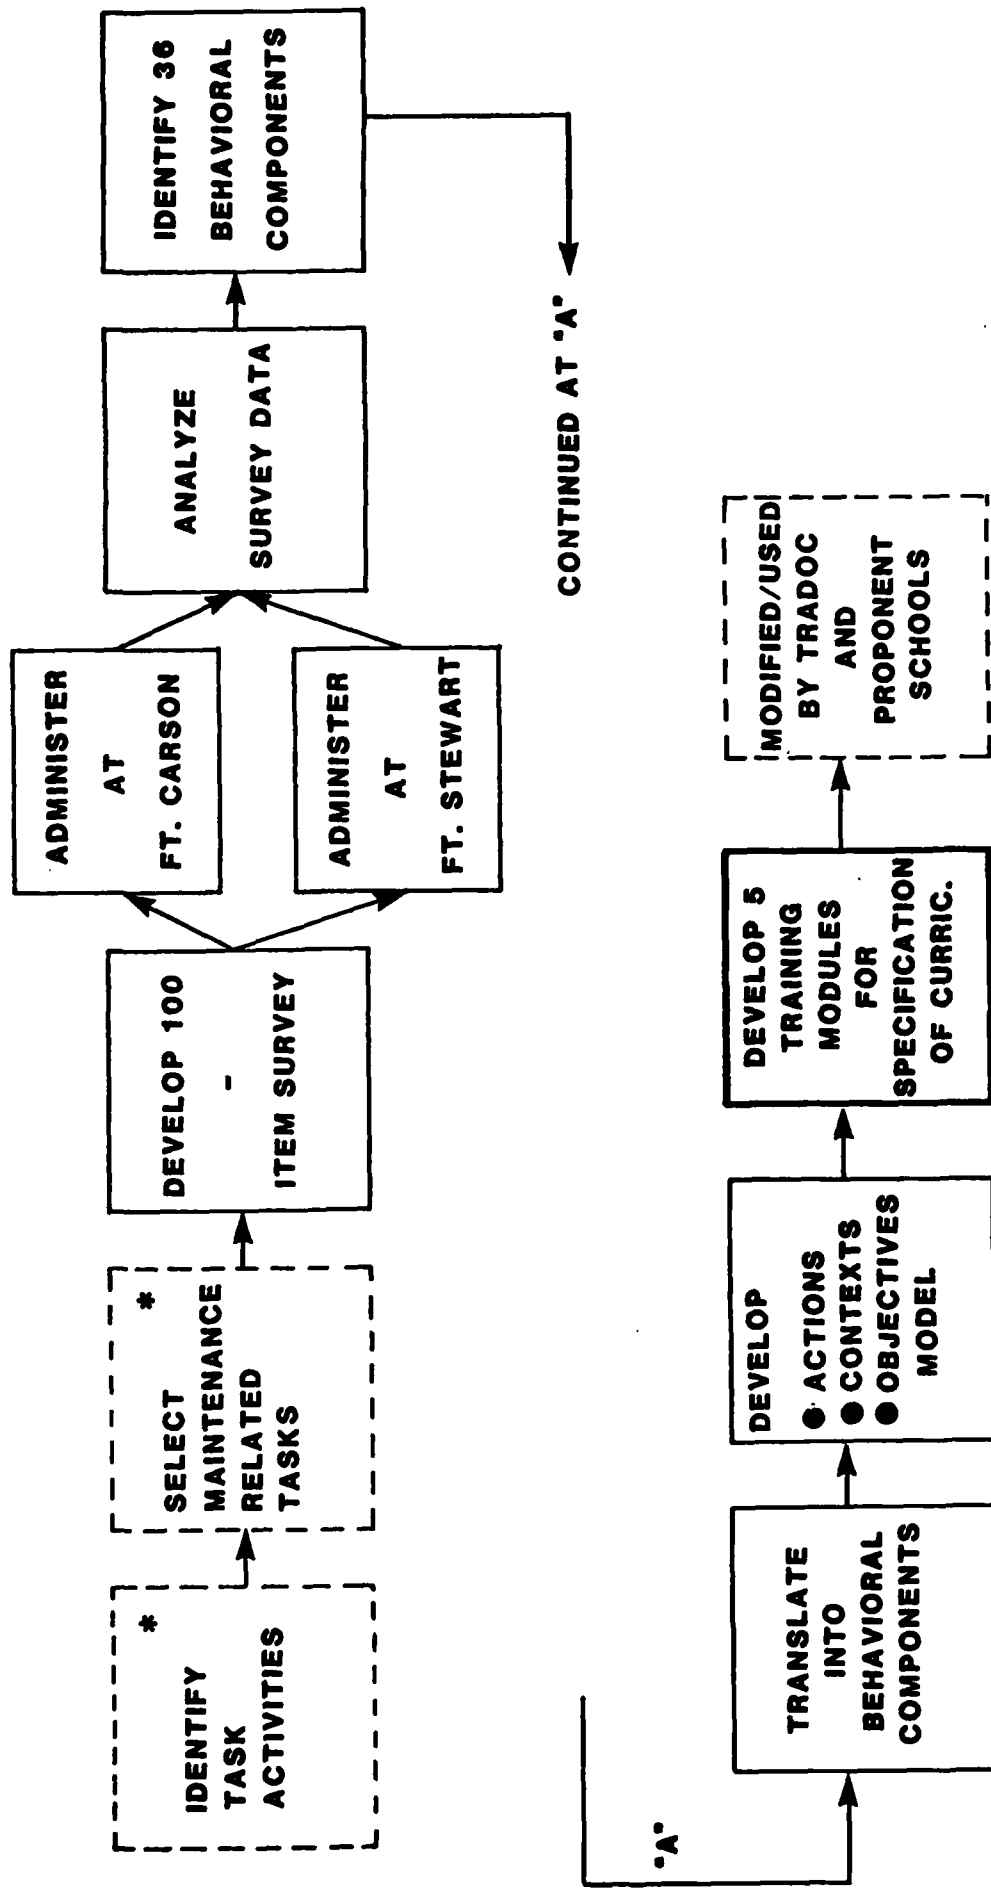 *
IDENTIFY
TASK
ACTIVITIES
*
SELECT
MAINTENANCE
RELATED
TASKS
DEVELOP 100
-
ITEM SURVEY
ADMINISTER
AT
FT. CARSON
ADMINISTER
AT
FT. STEWART
ANALYZE
SURVEY DATA
IDENTIFY 36
BEHAVIORAL
COMPONENTS
CONTINUED AT "A"
"A"
TRANSLATE
INTO
BEHAVIORAL
COMPONENTS
DEVELOP
● ACTIONS
● CONTEXTS
● OBJECTIVES
MODEL
DEVELOP 5
TRAINING
MODULES
FOR
SPECIFICATION
OF CURRIC.
MODIFIED/USED
BY TRADOC
AND
PROPONENT
SCHOOLS